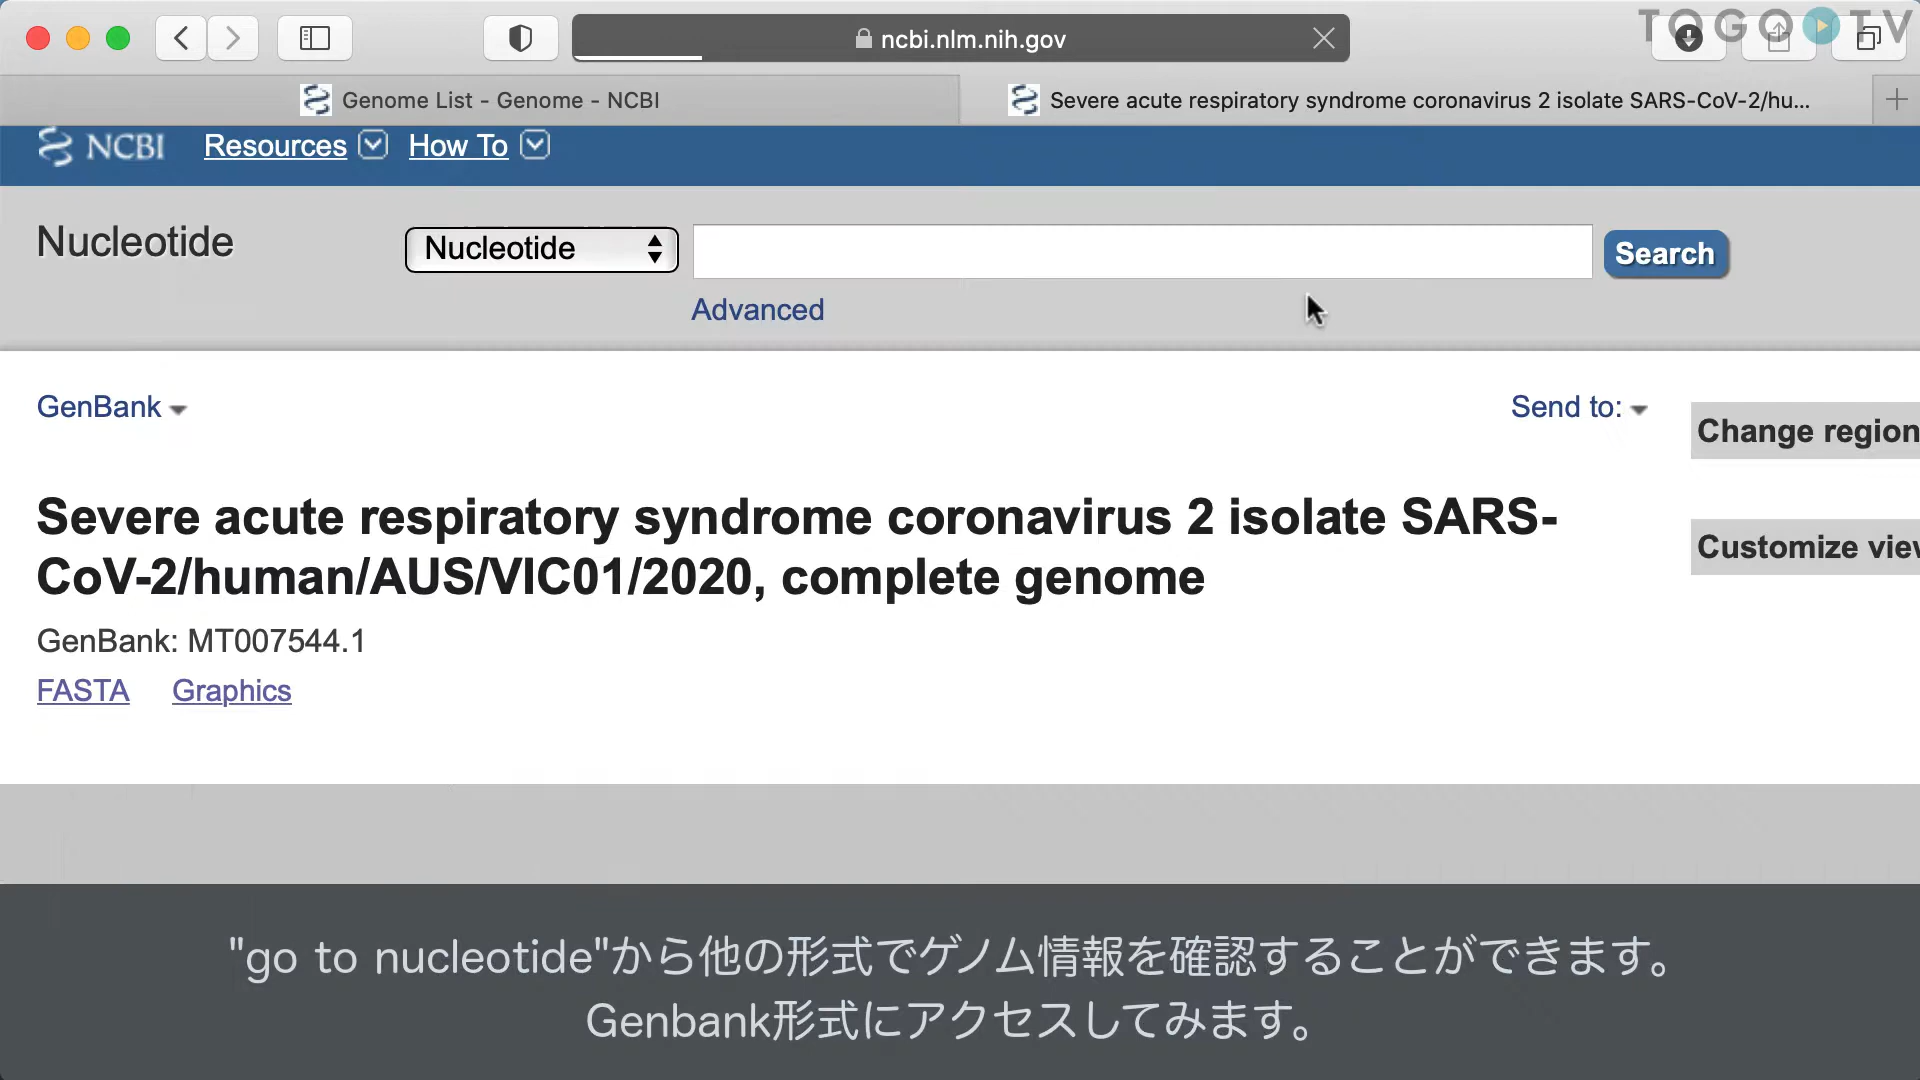 ncbi.nlm.nih.gov
TOGOTV
Genome List - Genome - NCBI
Severe acute respiratory syndrome coronavirus 2 isolate SARS-CoV-2/hu...
NCBI Resources How To
Nucleotide
Nucleotide
Search
Advanced
GenBank
Send to:
Change region
Customize view
Severe acute respiratory syndrome coronavirus 2 isolate SARS-
CoV-2/human/AUS/VIC01/2020, complete genome
GenBank: MT007544.1
FASTA Graphics
"go to nucleotide"から他の形式でゲノム情報を確認することができます。
Genbank形式にアクセスしてみます。